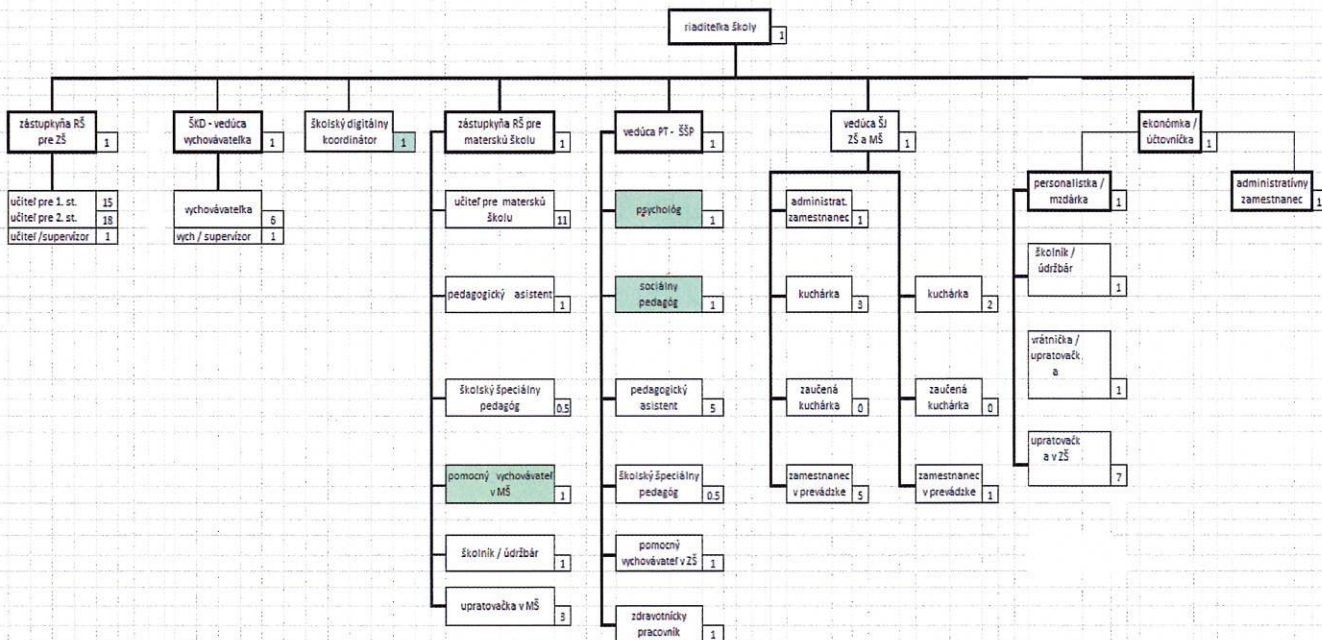 riaditeľka školy
1
zástupkyňa RŠ
pre ZŠ
1
učiteľ pre 1. st.
15
učiteľ pre 2. st.
18
učiteľ /supervízor
1
ŠKD - vedúca
vychovávateľka
1
vychovávateľka
6
vych / supervízor
1
školský digitálny
koordinátor
1
zástupkyňa RŠ pre
materskú školu
1
učiteľ pre materskú
školu
11
pedagogický asistent
1
školský špeciálny
pedagóg
0.5
pomocný vychovávateľ
v MŠ
1
školník / údržbár
1
upratovačka v MŠ
3
vedúca PT - ŠŠP
1
psychológ
1
sociálny
pedagóg
1
pedagogický
asistent
5
školský špeciálny
pedagóg
0.5
pomocný
vychovávateľ v ZŠ
1
zdravotnícky
pracovník
1
vedúca ŠJ
ZŠ a MŠ
1
administrat.
zamestnanec
1
kuchárka
3
zaučená
kuchárka
0
zamestnanec
v prevádzke
5
kuchárka
2
zaučená
kuchárka
0
zamestnanec
v prevádzke
1
ekonómka /
účtovníčka
1
personalistka /
mzdárka
1
školník /
údržbár
1
vrátnička /
upratovačk
a
1
upratovačk
a v ZŠ
7
administratívny
zamestnanec
1